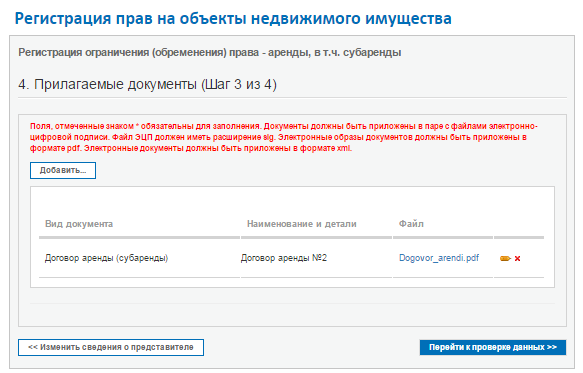 Регистрация прав на объекты недвижимого имущества
Регистрация ограничения (обременения) права - аренды, в т.ч. субаренды
4. Прилагаемые документы (Шаг 3 из 4)
Поля, отмеченные знаком * обязательны для заполнения. Документы должны быть приложены в паре с файлами электронно-
цифровой подписи. Файл ЭЦП должен иметь расширение sig. Электронные образы документов должны быть приложены в
формате pdf. Электронные документы должны быть приложены в формате xml.
Добавить...
Вид документа Наименование и детали Файл
Договор аренды (субаренды) Договор аренды №2 Dogovor_arendi.pdf
<< Изменить сведения о представителе Перейти к проверке данных >>